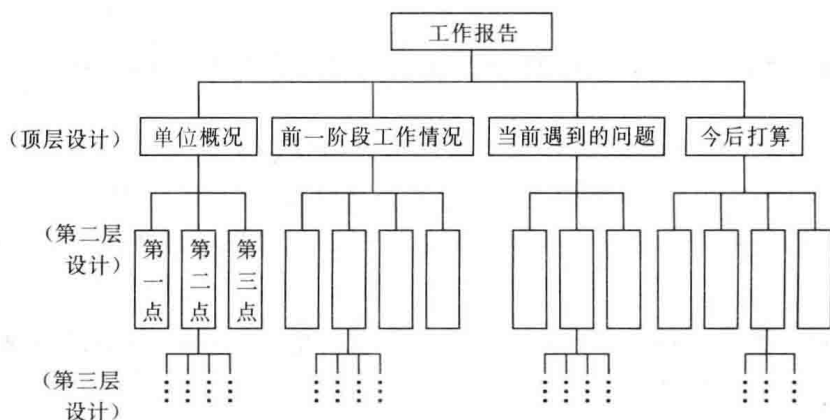 工作报告
(顶层设计) 单位概况 前一阶段工作情况 当前遇到的问题 今后打算
(第二层
设计)
第一点
第二点
第三点
(第三层
设计)